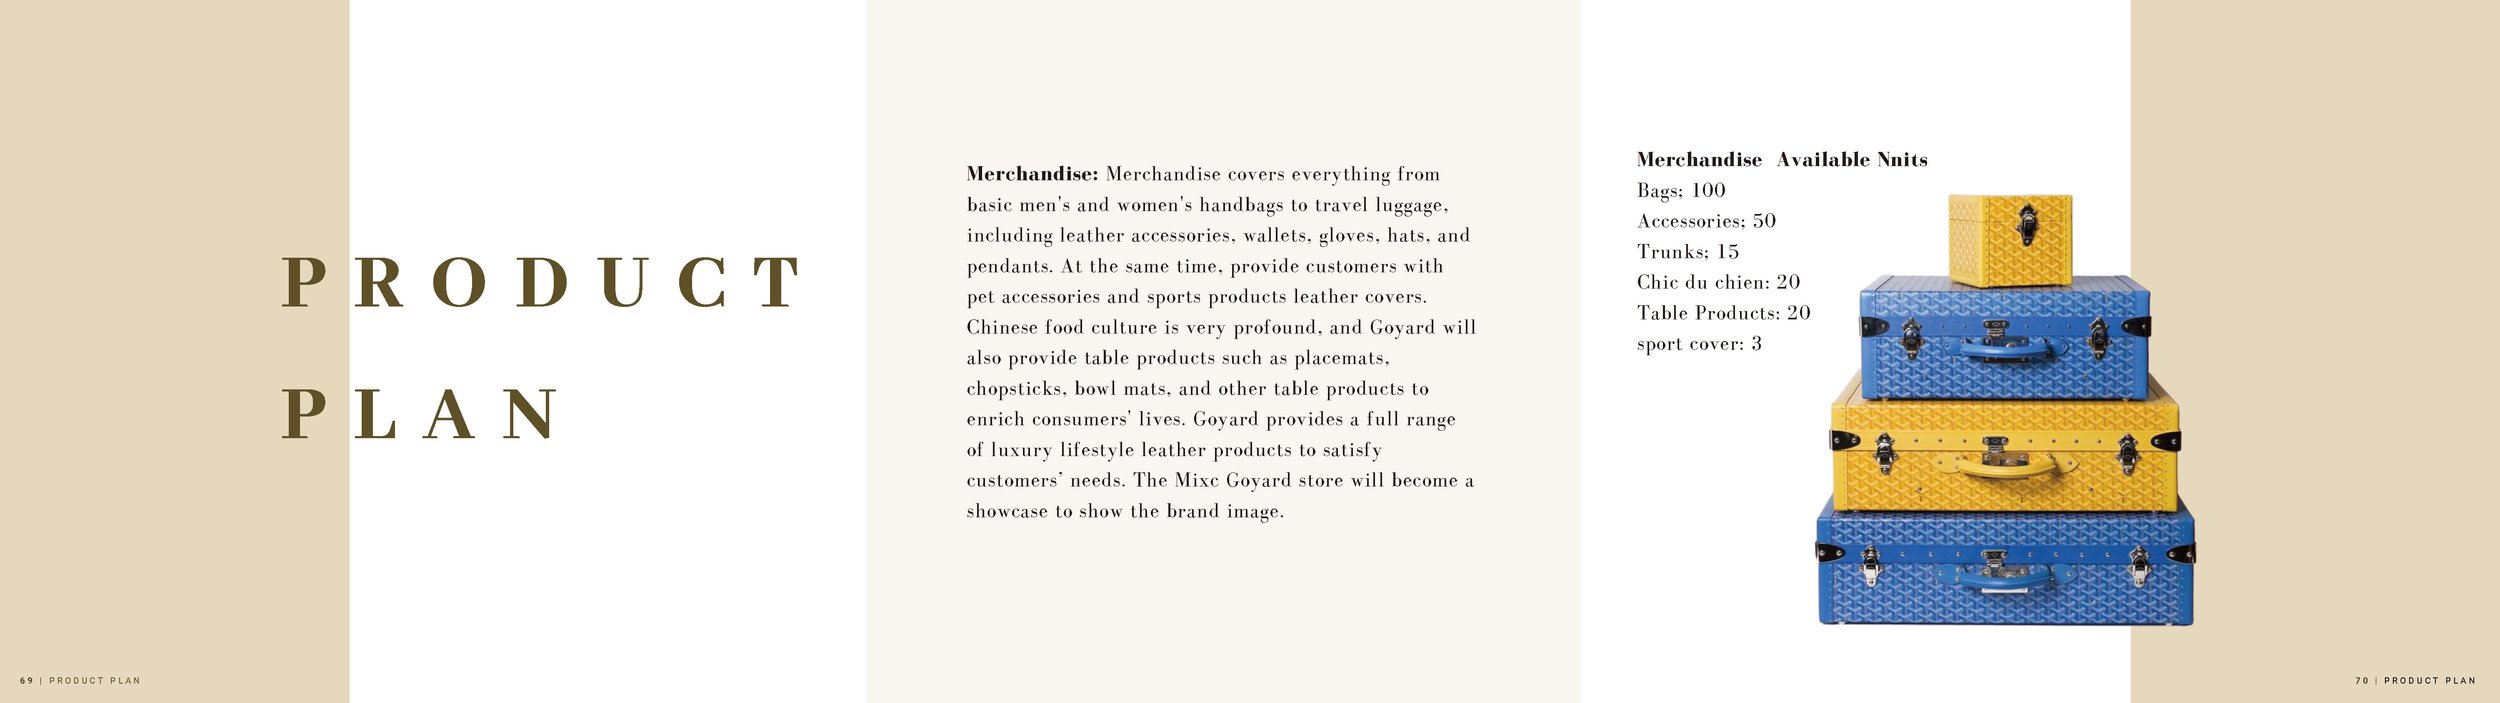 PRODUCT
PLAN
Merchandise: Merchandise covers everything from
basic men's and women's handbags to travel luggage,
including leather accessories, wallets, gloves, hats, and
pendants. At the same time, provide customers with
pet accessories and sports products leather covers.
Chinese food culture is very profound, and Goyard will
also provide table products such as placemats,
chopsticks, bowl mats, and other table products to
enrich consumers' lives. Goyard provides a full range
of luxury lifestyle leather products to satisfy
customers’ needs. The Mixc Goyard store will become a
showcase to show the brand image.
Merchandise Available Nnits
Bags; 100
Accessories; 50
Trunks; 15
Chic du chien: 20
Table Products: 20
sport cover: 3
69 | PRODUCT PLAN
70 | PRODUCT PLAN